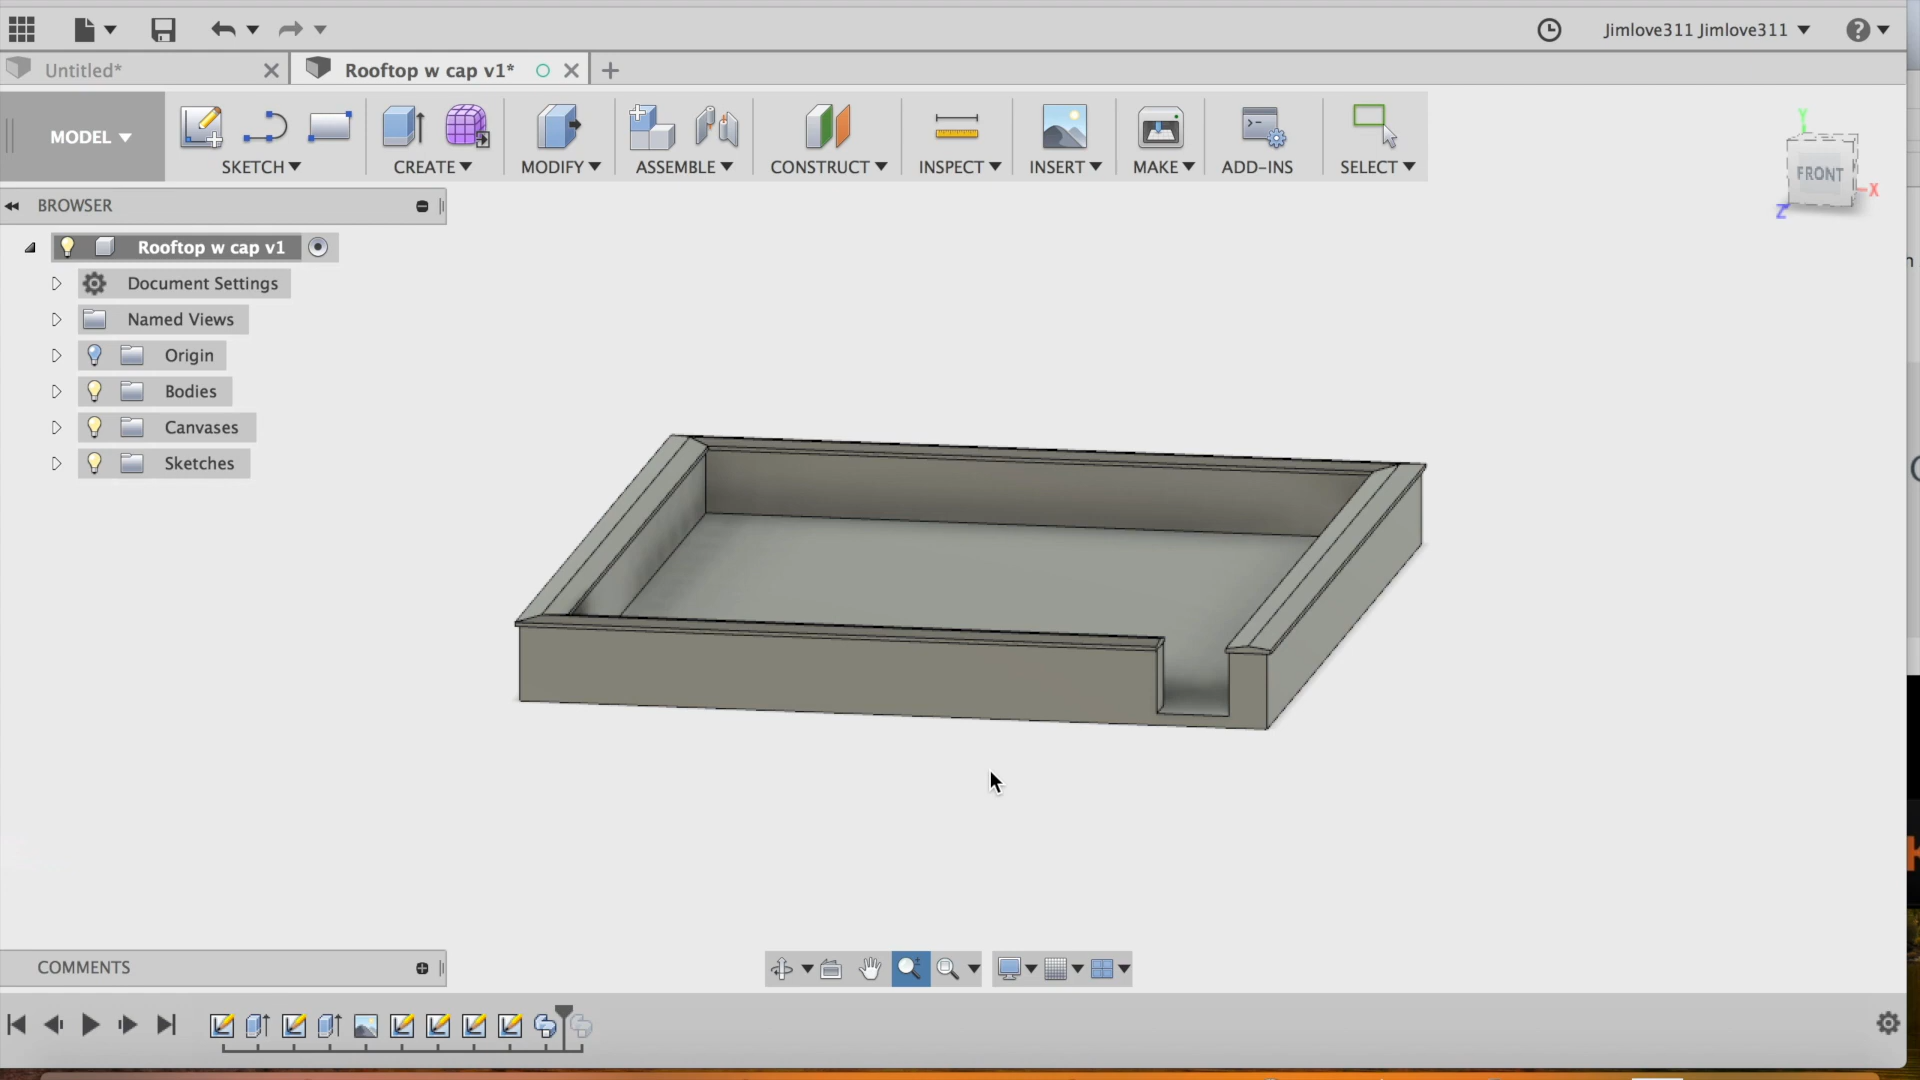 Jimlove311 Jimlove311
Untitled*
Rooftop w cap v1*
MODEL
SKETCH
CREATE
MODIFY
ASSEMBLE
CONSTRUCT
INSPECT
INSERT
MAKE
ADD-INS
SELECT
Y
FRONT
X
Z
BROWSER
Rooftop w cap v1
Document Settings
Named Views
Origin
Bodies
Canvases
Sketches
COMMENTS